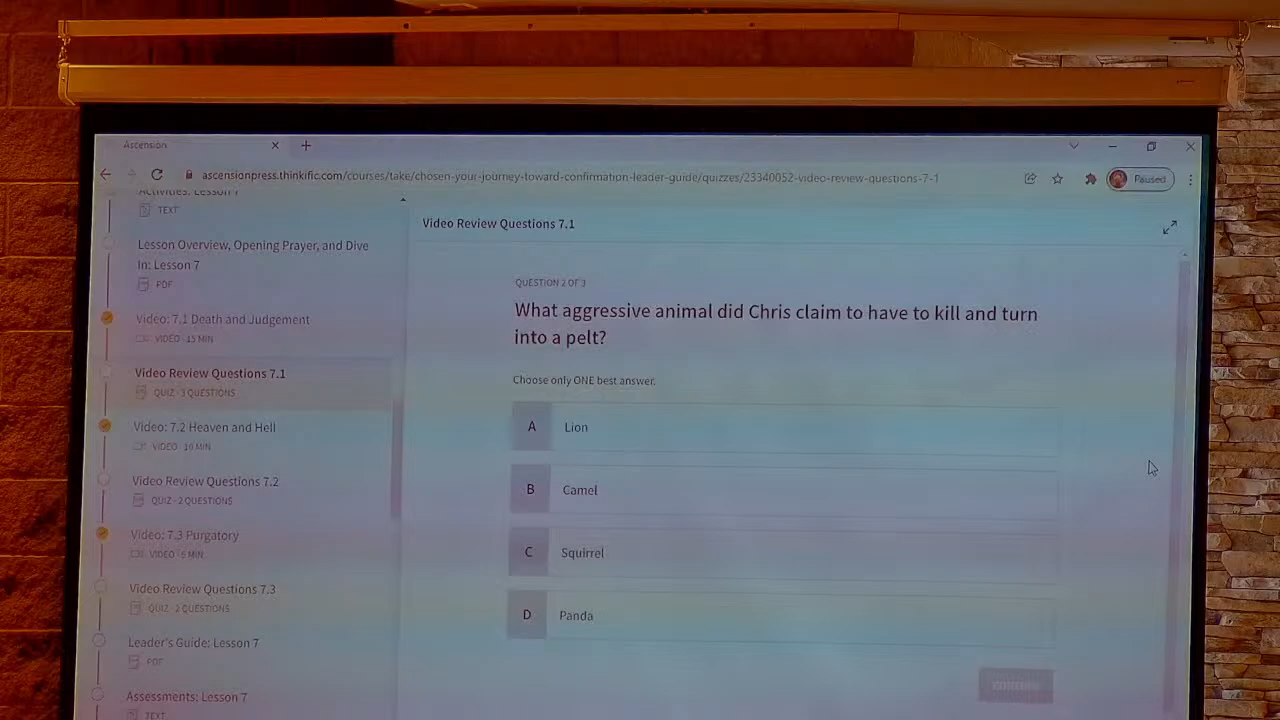 Ascension
ascensionpress.thinkific.com/courses/take/chosen-your-journey-toward-confirmation-leader-guide/quizzes/23340052-video-review-questions-7-1
Paused
Activities: Lesson 7
TEXT
Lesson Overview, Opening Prayer, and Dive
In: Lesson 7
PDF
Video: 7.1 Death and Judgement
VIDEO · 15 MIN
Video Review Questions 7.1
QUIZ · 3 QUESTIONS
Video: 7.2 Heaven and Hell
VIDEO · 16 MIN
Video Review Questions 7.2
QUIZ · 2 QUESTIONS
Video: 7.3 Purgatory
VIDEO · 6 MIN
Video Review Questions 7.3
QUIZ · 2 QUESTIONS
Leader's Guide: Lesson 7
PDF
Assessments: Lesson 7
TEXT
Video Review Questions 7.1
QUESTION 2 OF 3
What aggressive animal did Chris claim to have to kill and turn
into a pelt?
Choose only ONE best answer.
A Lion
B Camel
C Squirrel
D Panda